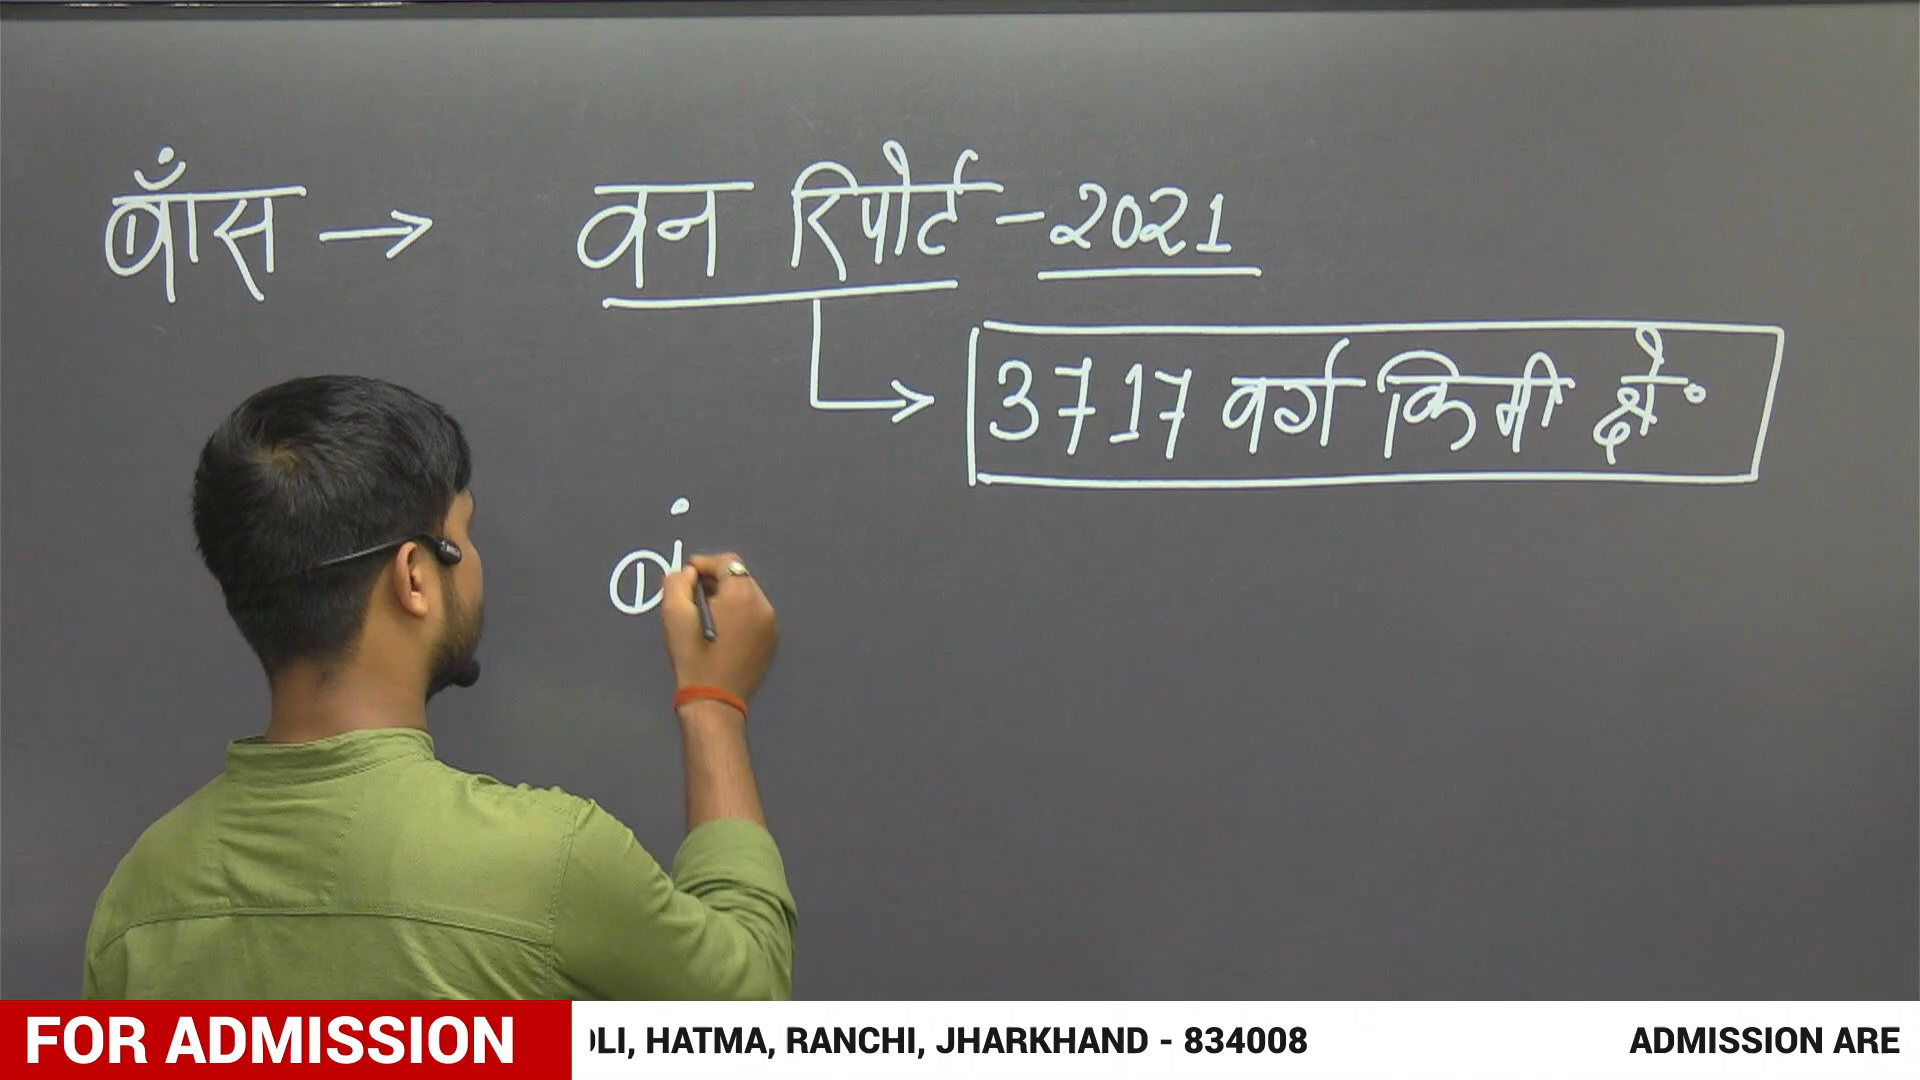 बाँस → वन रिपोर्ट - 2021
3717 वर्ग किमी क्षे०
FOR ADMISSION
LI, HATMA, RANCHI, JHARKHAND - 834008 ADMISSION ARE